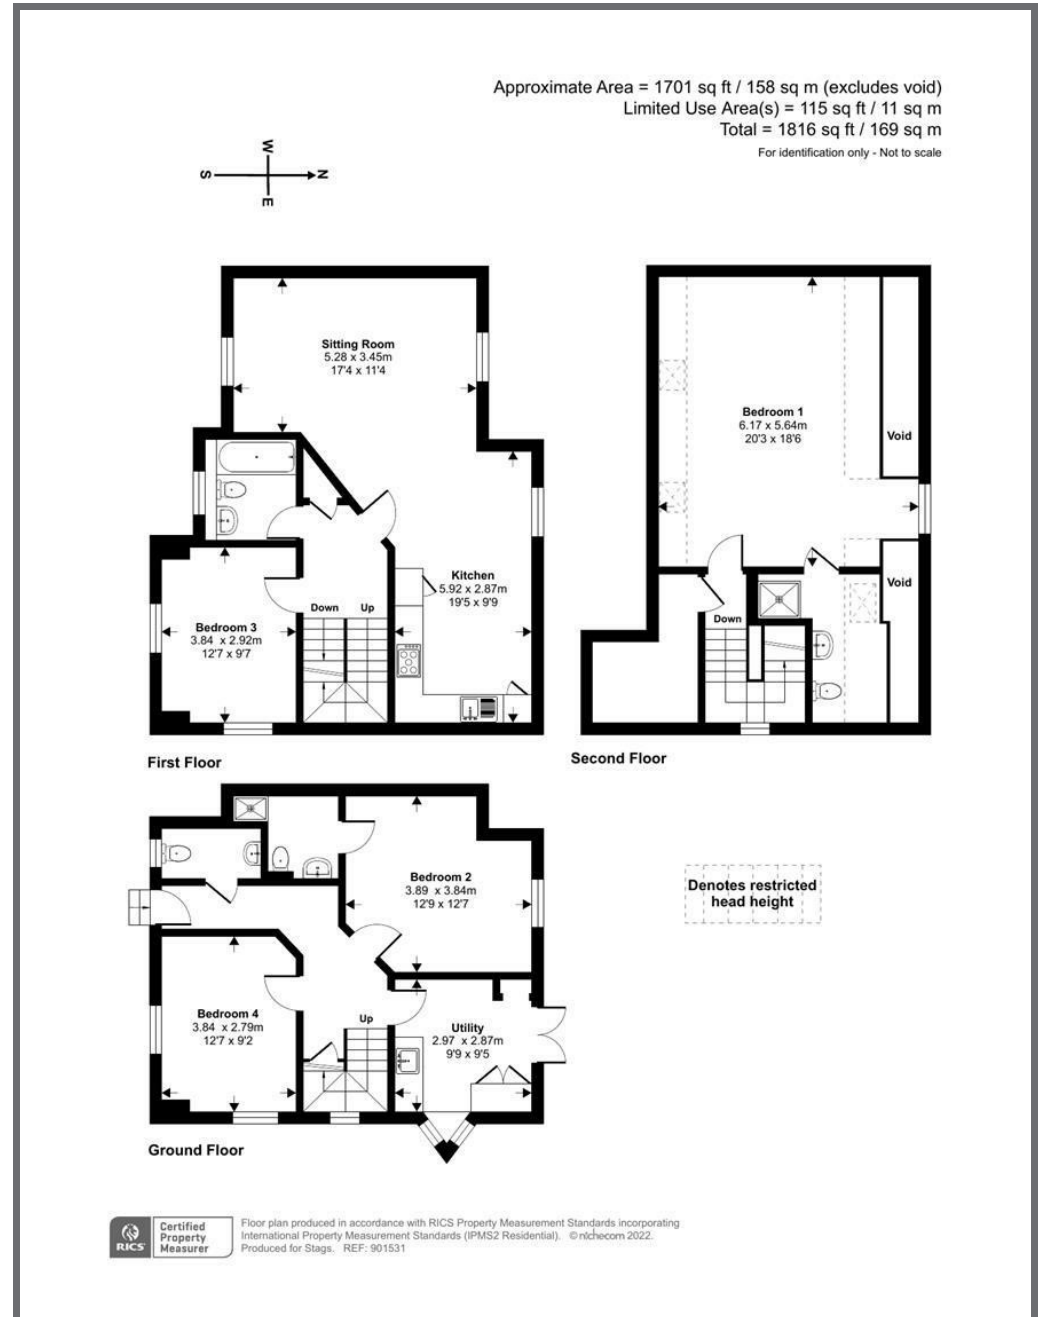 Approximate Area = 1701 sq ft / 158 sq m (excludes void)
Limited Use Area(s) = 115 sq ft / 11 sq m
Total = 1816 sq ft / 169 sq m
For identification only - Not to scale
W
S
N
E
Sitting Room
5.28 x 3.45m
17'4 x 11'4
Bedroom 1
6.17 x 5.64m
20'3 x 18'6
Void
Kitchen
5.92 x 2.87m
19'5 x 9'9
Void
Down
Up
Down
Bedroom 3
3.84 x 2.92m
12'7 x 9'7
First Floor
Second Floor
Bedroom 2
3.89 x 3.84m
12'9 x 12'7
Denotes restricted
head height
Bedroom 4
3.84 x 2.79m
12'7 x 9'2
Up
Utility
2.97 x 2.87m
9'9 x 9'5
Ground Floor
RICS
Certified
Property
Measurer
Floor plan produced in accordance with RICS Property Measurement Standards incorporating
International Property Measurement Standards (IPMS2 Residential). © nlchecom 2022.
Produced for Stags. REF: 901531